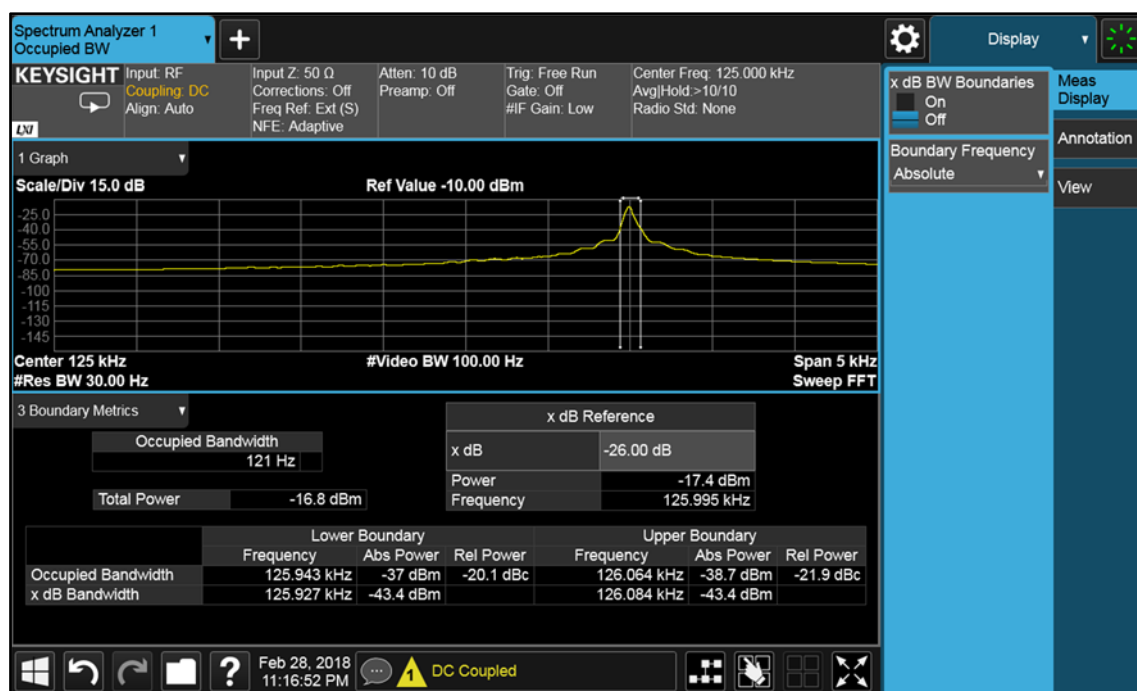 Spectrum Analyzer 1
Occupied BW
Display
KEYSIGHT
LXI
Input: RF
Coupling: DC
Align: Auto
Input Z: 50 Ω
Corrections: Off
Freq Ref: Ext (S)
NFE: Adaptive
Atten: 10 dB
Preamp: Off
Trig: Free Run
Gate: Off
#IF Gain: Low
Center Freq: 125.000 kHz
Avg|Hold:>10/10
Radio Std: None
x dB BW Boundaries
On
Off
Boundary Frequency
Absolute
Meas
Display
Annotation
View
1 Graph
Scale/Div 15.0 dB
Ref Value -10.00 dBm
-25.0
-40.0
-55.0
-70.0
-85.0
-100
-115
-130
-145
Center 125 kHz
#Video BW 100.00 Hz
Span 5 kHz
#Res BW 30.00 Hz
Sweep FFT
3 Boundary Metrics
Occupied Bandwidth
121 Hz
Total Power -16.8 dBm
x dB Reference
x dB -26.00 dB
Power -17.4 dBm
Frequency 125.995 kHz
Lower Boundary Upper Boundary
Frequency Abs Power Rel Power Frequency Abs Power Rel Power
Occupied Bandwidth 125.943 kHz -37 dBm -20.1 dBc 126.064 kHz -38.7 dBm -21.9 dBc
x dB Bandwidth 125.927 kHz -43.4 dBm 126.084 kHz -43.4 dBm
?
Feb 28, 2018
11:16:52 PM
1
DC Coupled